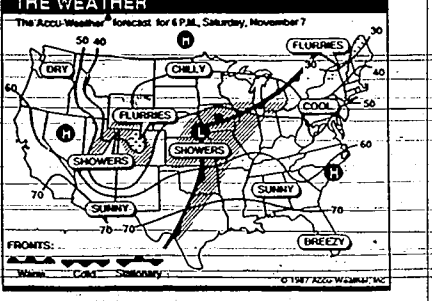 THE WEATHER
The Accu-Weather® forecast for 6 P.M., Saturday, November 7
50 40
H
FLURRIES
30
DRY
CHILLY
30
40
60
FLURRIES
COOL
50
H
L
SHOWERS
SHOWERS
60
H
70
SUNNY
SUNNY
70
70 70
FRONTS:
BREEZY
Warm Cold Stationary
© 1987 Accu-Weather, Inc